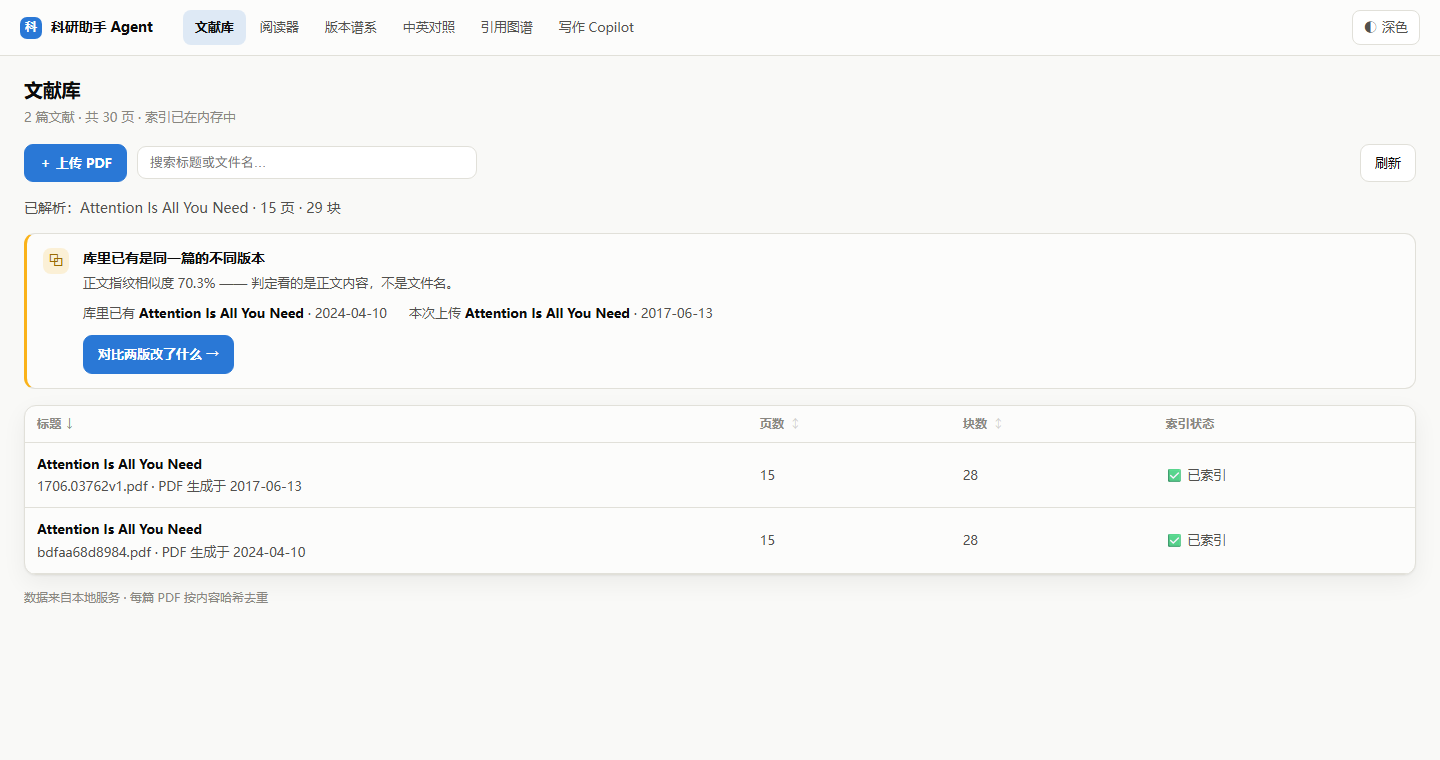 科 科研助手 Agent 文献库 阅读器 版本谱系 中英对照 引用图谱 写作 Copilot 深色
文献库
2 篇文献 · 共 30 页 · 索引已在内存中
+ 上传 PDF 搜索标题或文件名... 刷新
已解析：Attention Is All You Need · 15 页 · 29 块
库里已有是同一篇的不同版本
正文指纹相似度 70.3% —— 判定看的是正文内容，不是文件名。
库里已有 Attention Is All You Need · 2024-04-10 本次上传 Attention Is All You Need · 2017-06-13
对比两版改了什么 →
标题 ↓ 页数 ↕ 块数 ↕ 索引状态
Attention Is All You Need
1706.03762v1.pdf · PDF 生成于 2017-06-13 15 28 ✅ 已索引
Attention Is All You Need
bdfaa68d8984.pdf · PDF 生成于 2024-04-10 15 28 ✅ 已索引
数据来自本地服务 · 每篇 PDF 按内容哈希去重